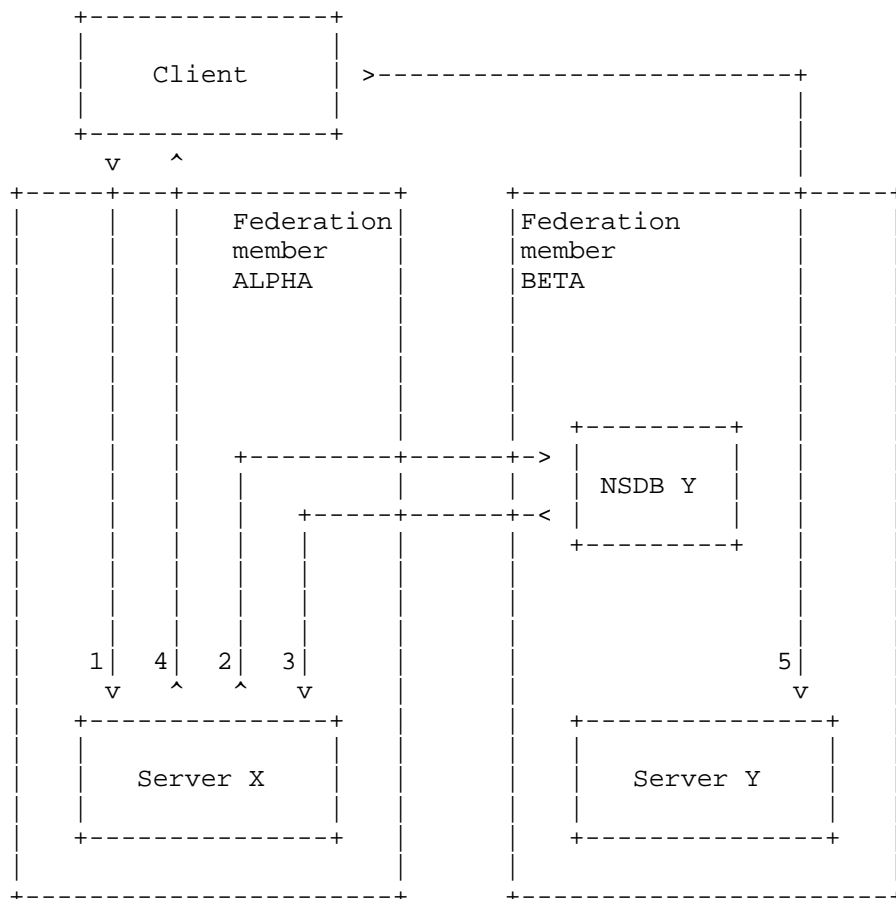 Client
Federation
member
ALPHA
Federation
member
BETA
NSDB Y
1 4 2 3 5
Server X
Server Y